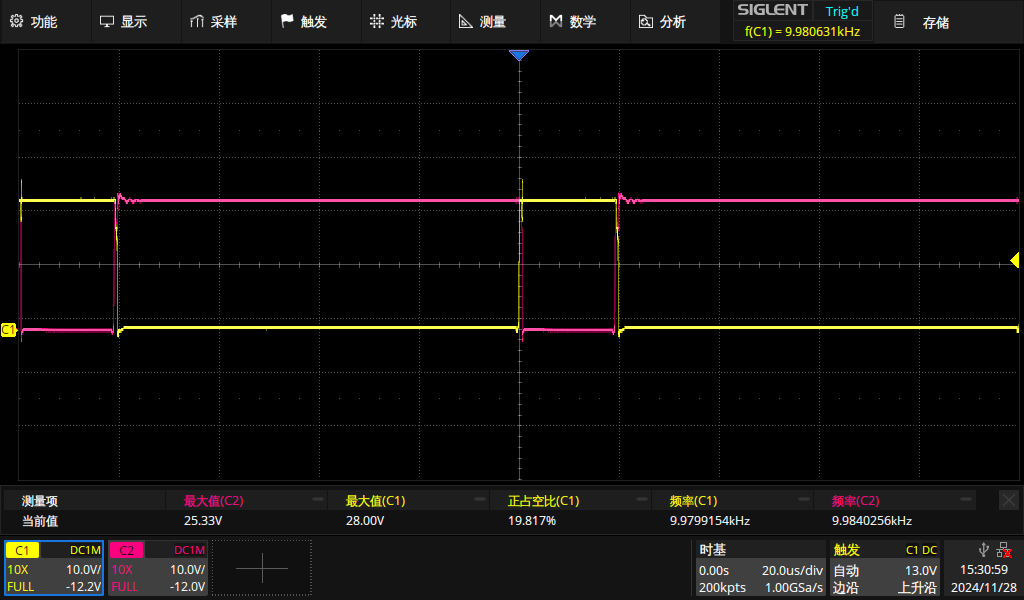 功能 显示 采样 触发 光标 测量 数学 分析 SIGLENT Trig'd 存储
f(C1) = 9.980631kHz
C1
测量项 最大值(C2) 最大值(C1) 正占空比(C1) 频率(C1) 频率(C2)
当前值 25.33V 28.00V 19.817% 9.9799154kHz 9.9840256kHz
C1 DC1M
10X 10.0V/
FULL -12.2V
C2 DC1M
10X 10.0V/
FULL -12.0V
时基
0.00s 20.0us/div
200kpts 1.00GSa/s
触发 C1 DC
自动 13.0V
边沿 上升沿
15:30:59
2024/11/28